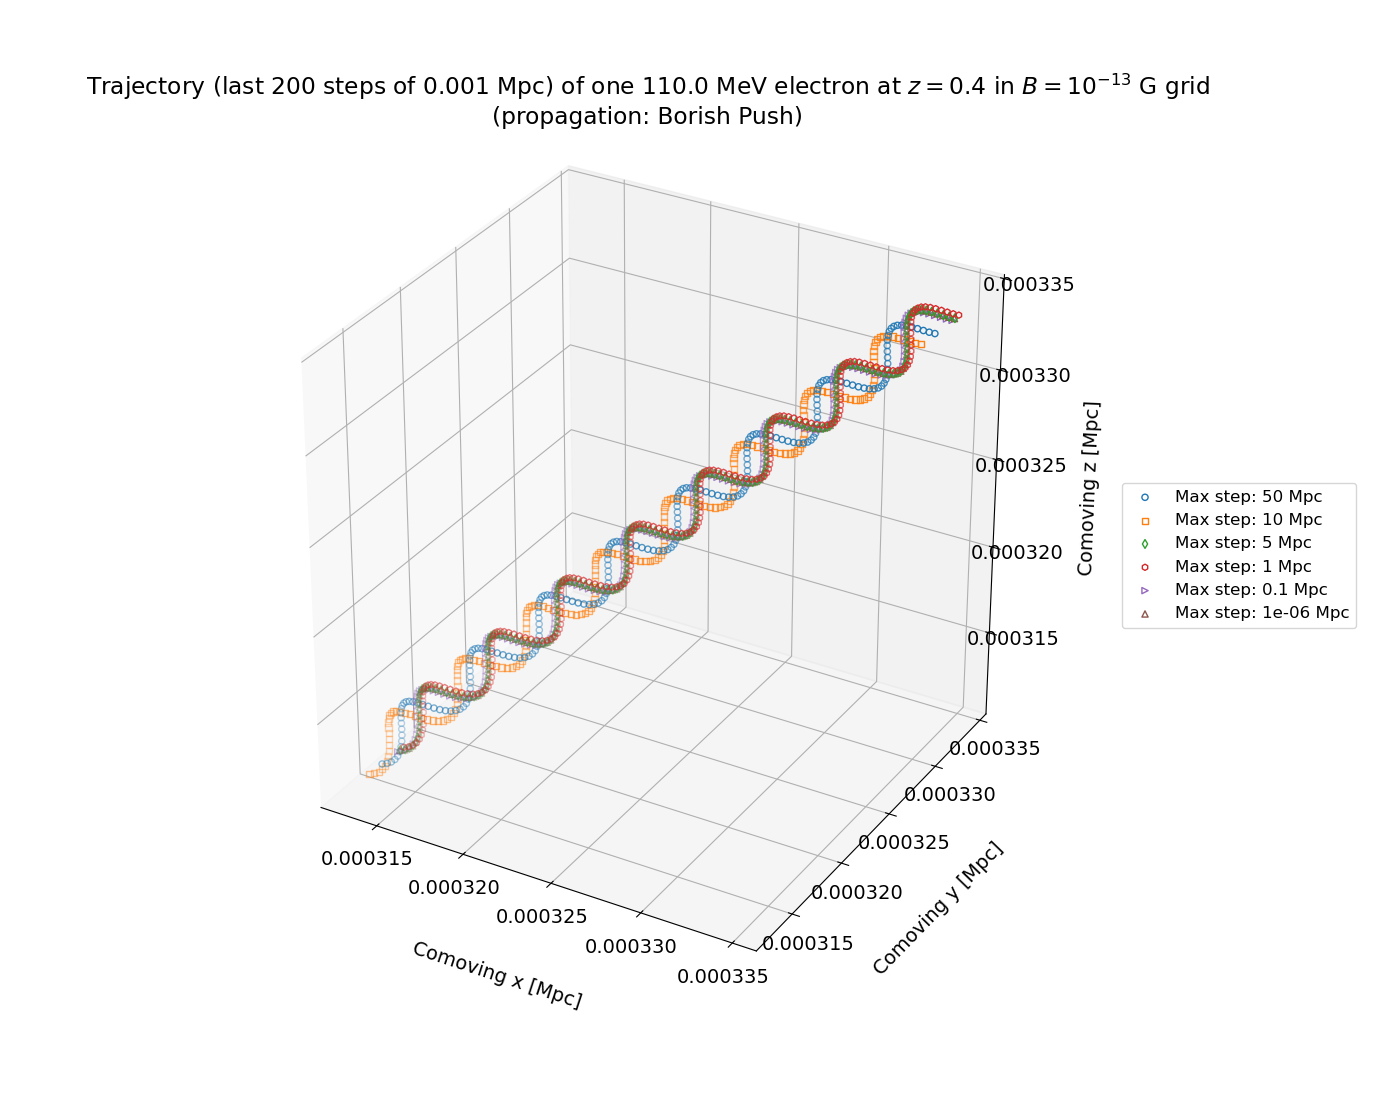 Trajectory (last 200 steps of 0.001 Mpc) of one 110.0 MeV electron at z = 0.4 in B = 10⁻¹³ G grid
(propagation: Borish Push)
0.000335
0.000330
0.000325
0.000320
0.000315
Comoving z [Mpc]
Max step: 50 Mpc
Max step: 10 Mpc
Max step: 5 Mpc
Max step: 1 Mpc
Max step: 0.1 Mpc
Max step: 1e-06 Mpc
0.000335
0.000330
0.000325
0.000320
0.000315
Comoving y [Mpc]
0.000315
0.000320
0.000325
0.000330
0.000335
Comoving x [Mpc]